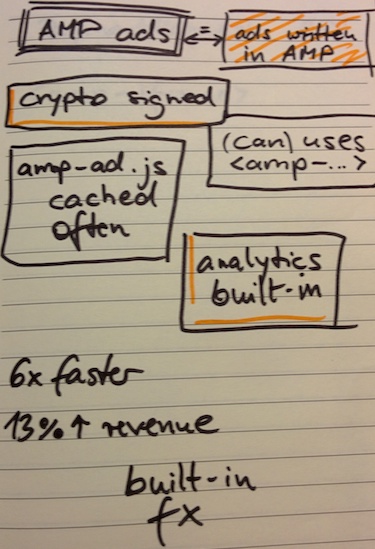 AMP ads <=> ads written
in AMP
crypto signed
(can) uses
<amp-...>
amp-ad.js
cached
often
analytics
built-in
6x faster
13% ↑ revenue
built-in
fx